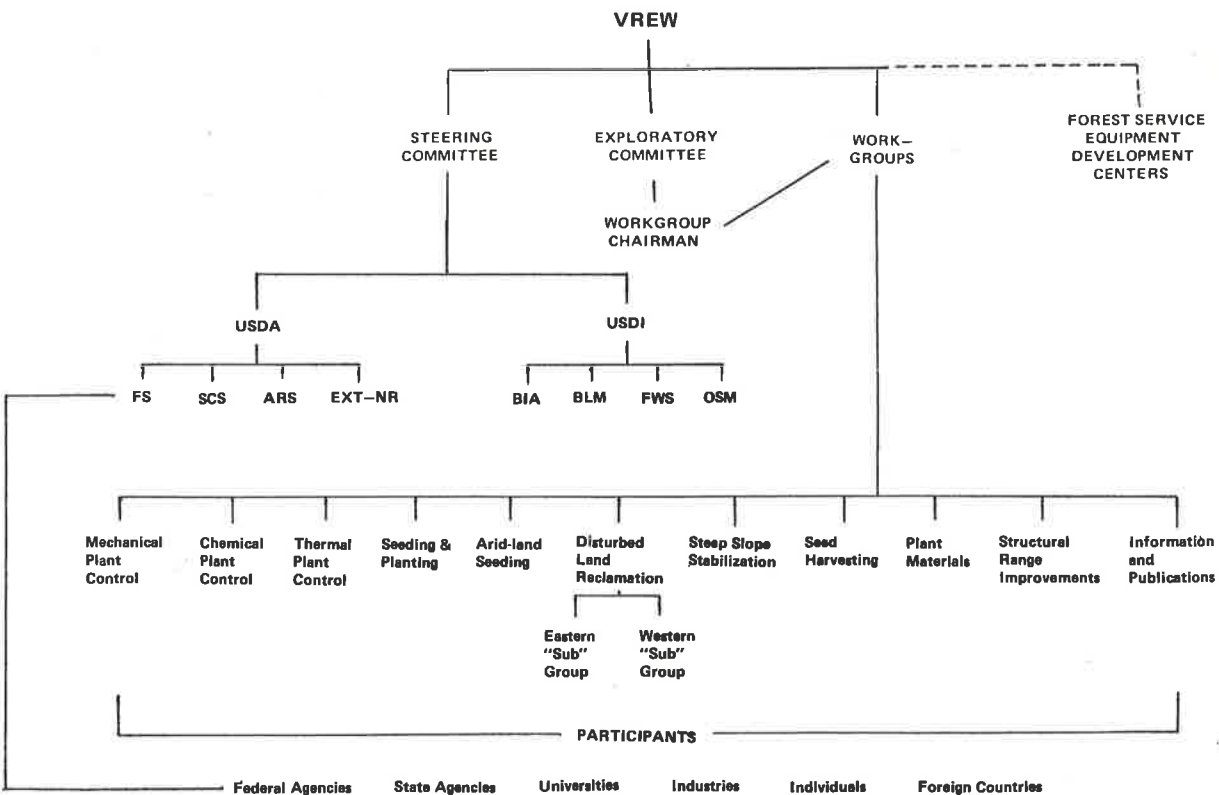 VREW
STEERING
COMMITTEE
EXPLORATORY
COMMITTEE
WORK–
GROUPS
FOREST SERVICE
EQUIPMENT
DEVELOPMENT
CENTERS
WORKGROUP
CHAIRMAN
USDA
USDI
FS
SCS
ARS
EXT–NR
BIA
BLM
FWS
OSM
Mechanical
Plant
Control
Chemical
Plant
Control
Thermal
Plant
Control
Seeding &
Planting
Arid-land
Seeding
Disturbed
Land
Reclamation
Steep Slope
Stabilization
Seed
Harvesting
Plant
Materials
Structural
Range
Improvements
Information
and
Publications
Eastern
"Sub"
Group
Western
"Sub"
Group
PARTICIPANTS
Federal Agencies
State Agencies
Universities
Industries
Individuals
Foreign Countries